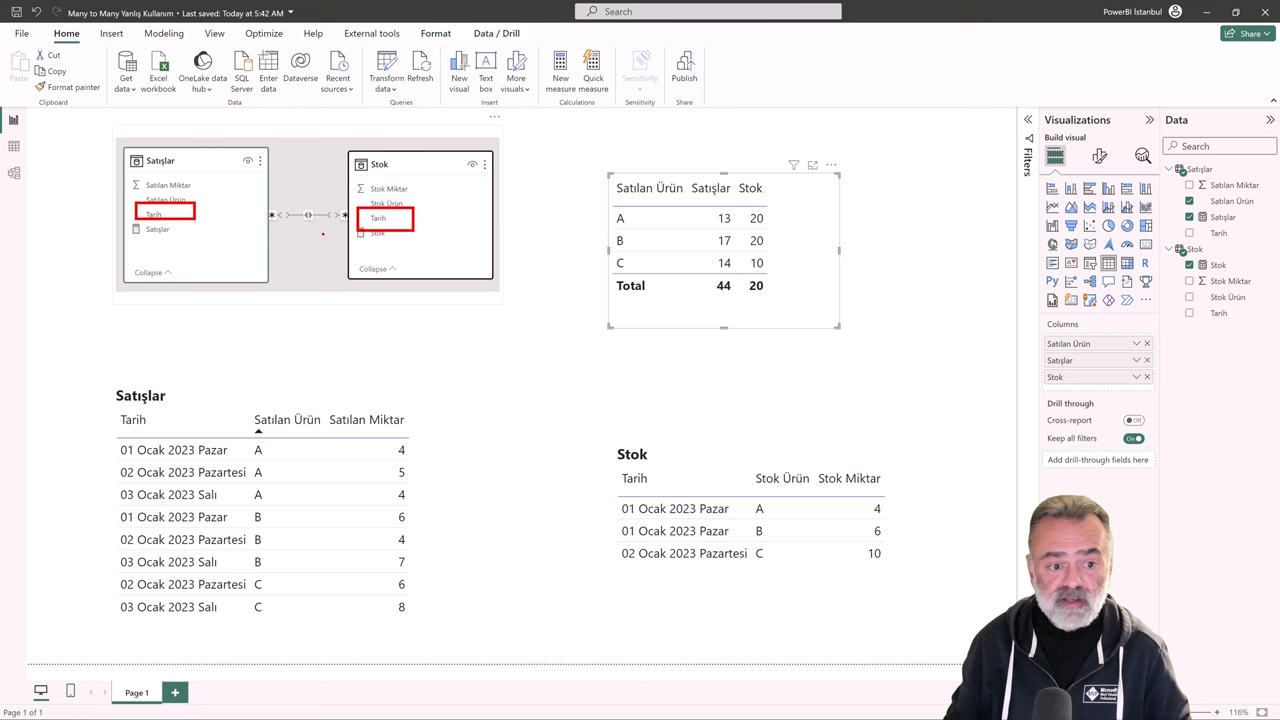 Many to Many Yanlış Kullanım • Last saved: Today at 5:42 AM
Search
PowerBI İstanbul
File Home Insert Modeling View Optimize Help External tools Format Data / Drill
Share
Paste
Cut
Copy
Format painter
Get data
Excel workbook
OneLake data hub
SQL Server
Enter data
Dataverse
Recent sources
Transform data
Refresh
New visual
Text box
More visuals
New measure
Quick measure
Sensitivity
Publish
Clipboard Data Queries Insert Calculations Sensitivity Share
Satışlar
Satılan Miktar
Satılan Ürün
Tarih
Satışlar
Collapse
Stok
Stok Miktar
Stok Ürün
Tarih
Stok
Collapse
Satılan Ürün Satışlar Stok
A 13 20
B 17 20
C 14 10
Total 44 20
Satışlar
Tarih Satılan Ürün Satılan Miktar
01 Ocak 2023 Pazar A 4
02 Ocak 2023 Pazartesi A 5
03 Ocak 2023 Salı A 4
01 Ocak 2023 Pazar B 6
02 Ocak 2023 Pazartesi B 4
03 Ocak 2023 Salı B 7
02 Ocak 2023 Pazartesi C 6
03 Ocak 2023 Salı C 8
Stok
Tarih Stok Ürün Stok Miktar
01 Ocak 2023 Pazar A 4
01 Ocak 2023 Pazar B 6
02 Ocak 2023 Pazartesi C 10
Filters
Visualizations
Build visual
R
Py
Columns
Satılan Ürün
Satışlar
Stok
Drill through
Cross-report Off
Keep all filters On
Add drill-through fields here
Data
Search
Satışlar
Satılan Miktar
Satılan Ürün
Satışlar
Tarih
Stok
Stok
Stok Miktar
Stok Ürün
Tarih
Microsoft
Page 1
Page 1 of 1
116%